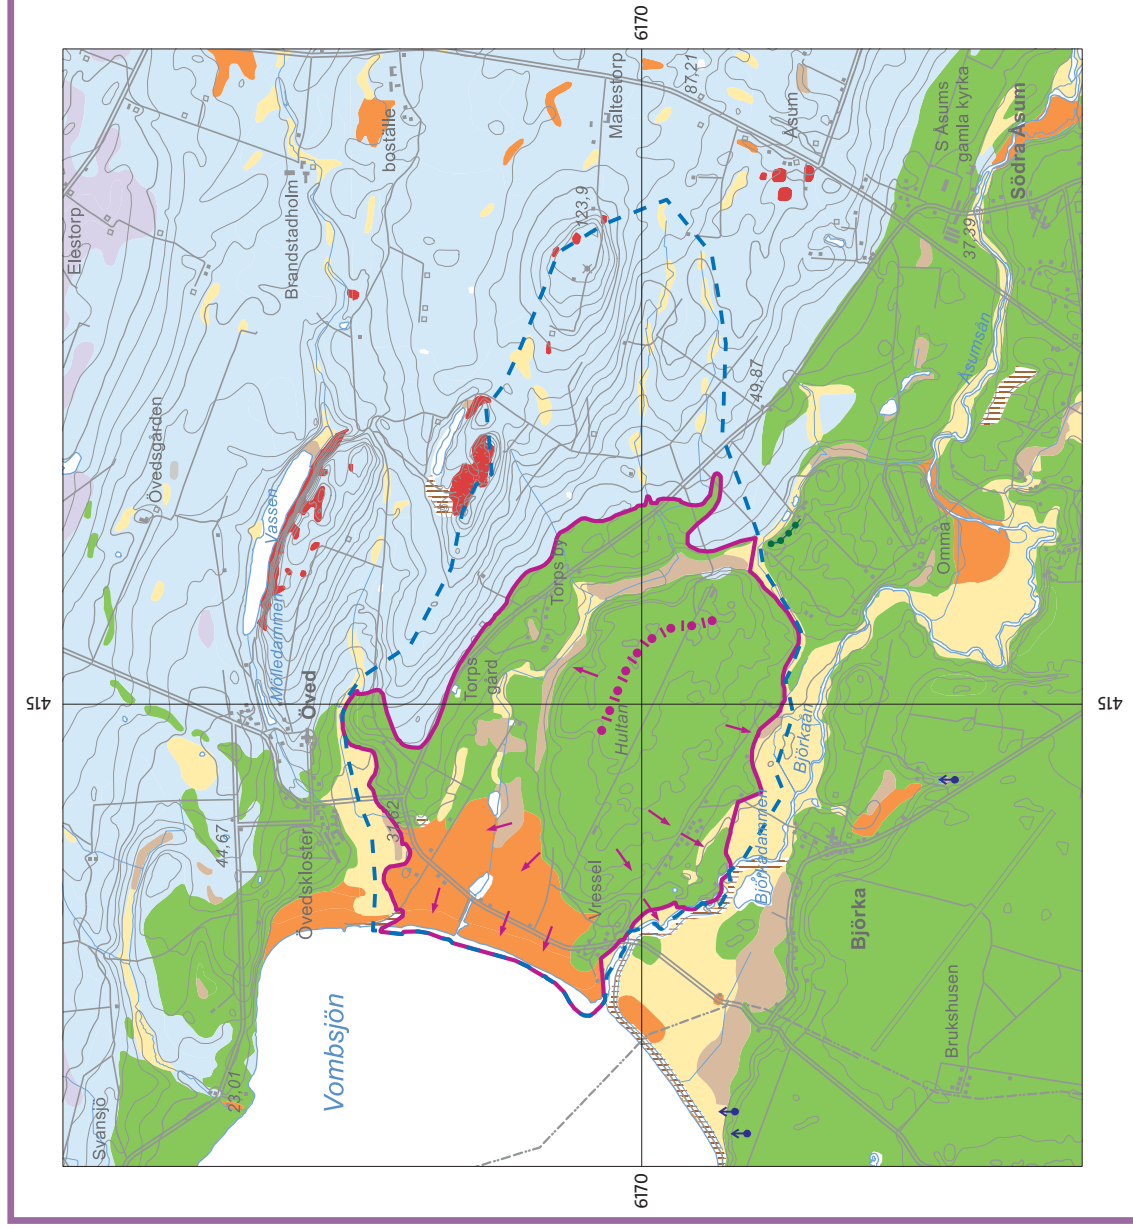 6170
415
415
6170
Elestorp
Övedsgården
Brandstadholm
boställe
Maltestorp
87,21
Åsum
S Åsums
gamla kyrka
Södra Åsum
37,39
Åsumsån
123,9
49,87
Vassen
Möledammen
Öved
Torps by
Torps
gård
Hultan
Omma
Svansjö
44,67
Övedskloster
31,62
23,01
Vombsjön
Vressel
Björkaån
Björkadammen
Björka
Brukshusen